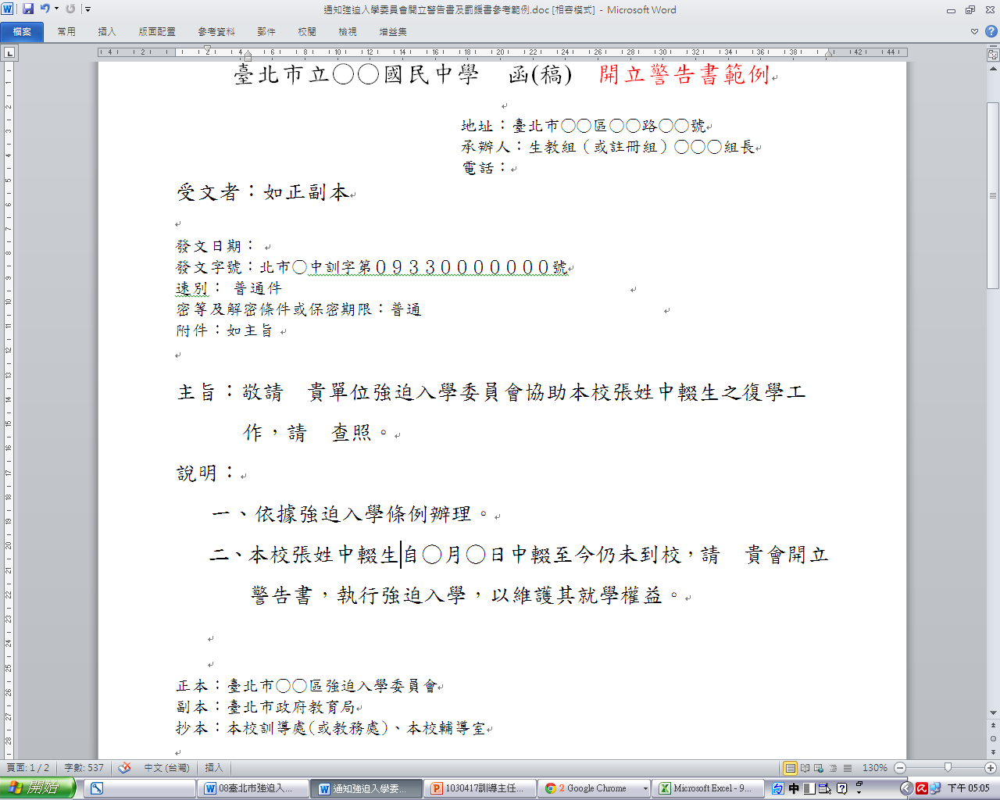 通知強迫入學委員會開立警告書及罰鍰書參考範例.doc [相容模式] - Microsoft Word
檔案 常用 插入 版面配置 參考資料 郵件 校閱 檢視 增益集
臺北市立○○國民中學　函(稿)　開立警告書範例
地址：臺北市○○區○○路○○號
承辦人：生教組（或註冊組）○○○組長
電話：
受文者：如正副本
發文日期：
發文字號：北市○中訓字第０９３３０００００００號
速別： 普通件
密等及解密條件或保密期限：普通
附件：如主旨
主旨：敬請　貴單位強迫入學委員會協助本校張姓中輟生之復學工
作，請　查照。
說明：
一、依據強迫入學條例辦理。
二、本校張姓中輟生自○月○日中輟至今仍未到校，請　貴會開立
警告書，執行強迫入學，以維護其就學權益。
正本：臺北市○○區強迫入學委員會
副本：臺北市政府教育局
抄本：本校訓導處(或教務處)、本校輔導室
頁面: 1 / 2 字數: 537 中文 (台灣) 插入 130%
開始 08臺北市強迫入... 通知強迫入學委... 1030417訓導主任... 2 Google Chrome Microsoft Excel - 9... 中 下午 05:05